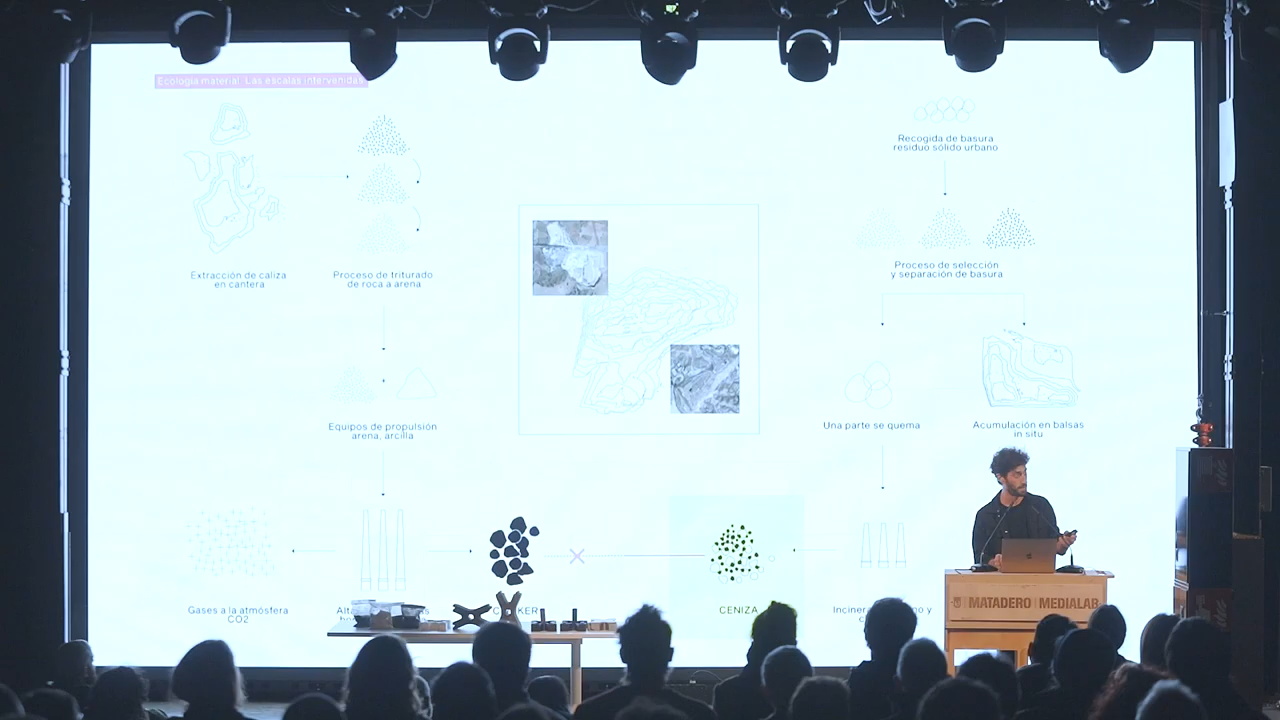 Ecología material: Las escalas intervenidas
Extracción de caliza
en cantera
Proceso de triturado
de roca a arena
Equipos de propulsión
arena, arcilla
Gases a la atmósfera
CO2
CENIZA
Recogida de basura
residuo sólido urbano
Proceso de selección
y separación de basura
Una parte se quema
Acumulación en balsas
in situ
MATADERO MEDIALAB